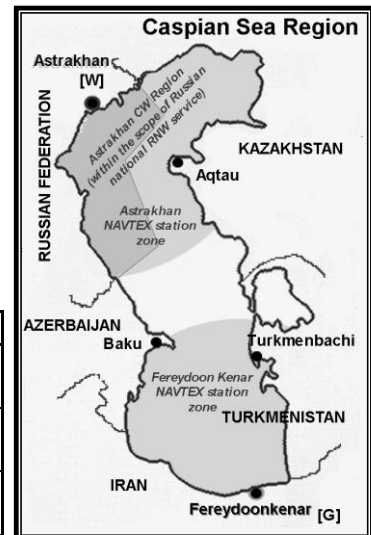 Caspian Sea Region
Astrakhan
[W]
Astrakhan CW Region
(within the scope of Russian
national RNW service)
RUSSIAN FEDERATION
KAZAKHSTAN
Aqtau
Astrakhan
NAVTEX station
zone
AZERBAIJAN
Baku
Turkmenbachi
Fereydoon Kenar
NAVTEX station
zone
TURKMENISTAN
IRAN
Fereydoonkenar [G]